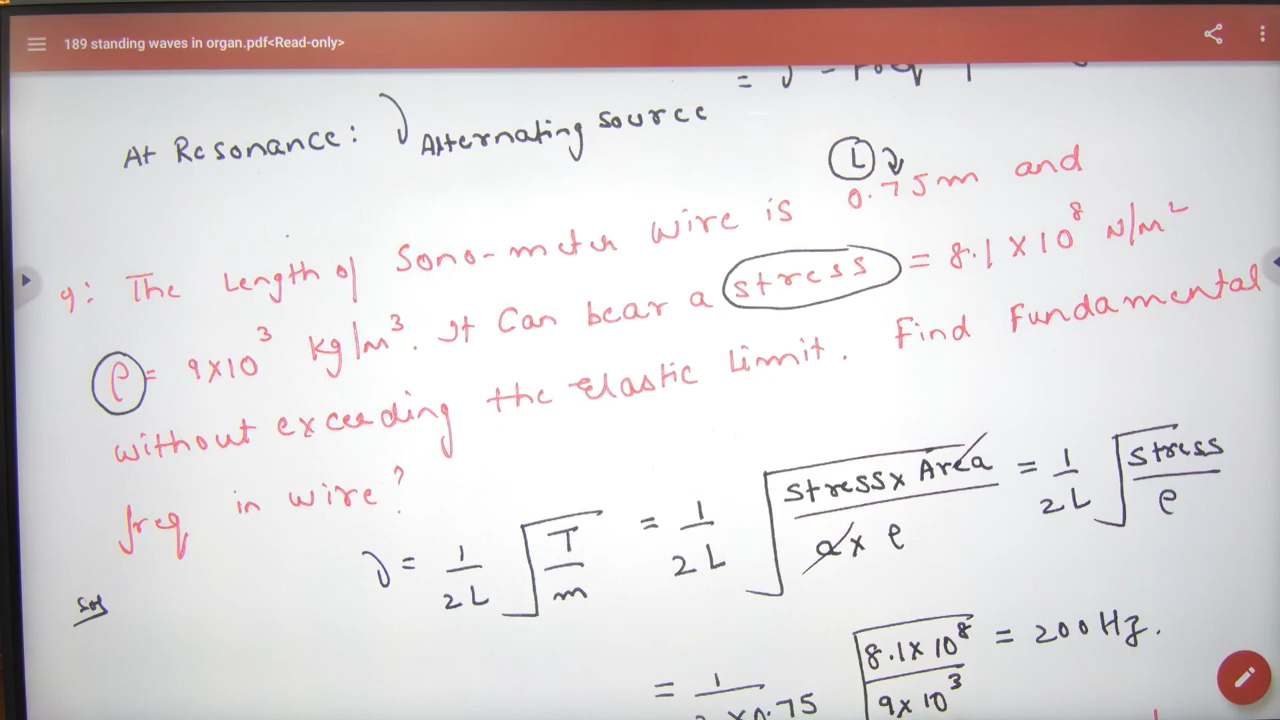 189 standing waves in organ.pdf<Read-only>
At Resonance: ν Alternating source = ν
L
q: The Length of Sono-meter wire is 0.75m and
ρ = 9×10³ kg/m³. It Can bear a stress = 8.1 × 10⁸ N/m²
without exceeding the Elastic Limit. Find Fundamental
freq in wire?
Sol
ν = 1/2L √(T/m) = 1/2L √(Stress × Area / a × ρ) = 1/2L √(Stress/ρ)
= 1/2×0.75 √(8.1×10⁸ / 9×10³) = 200 Hz.